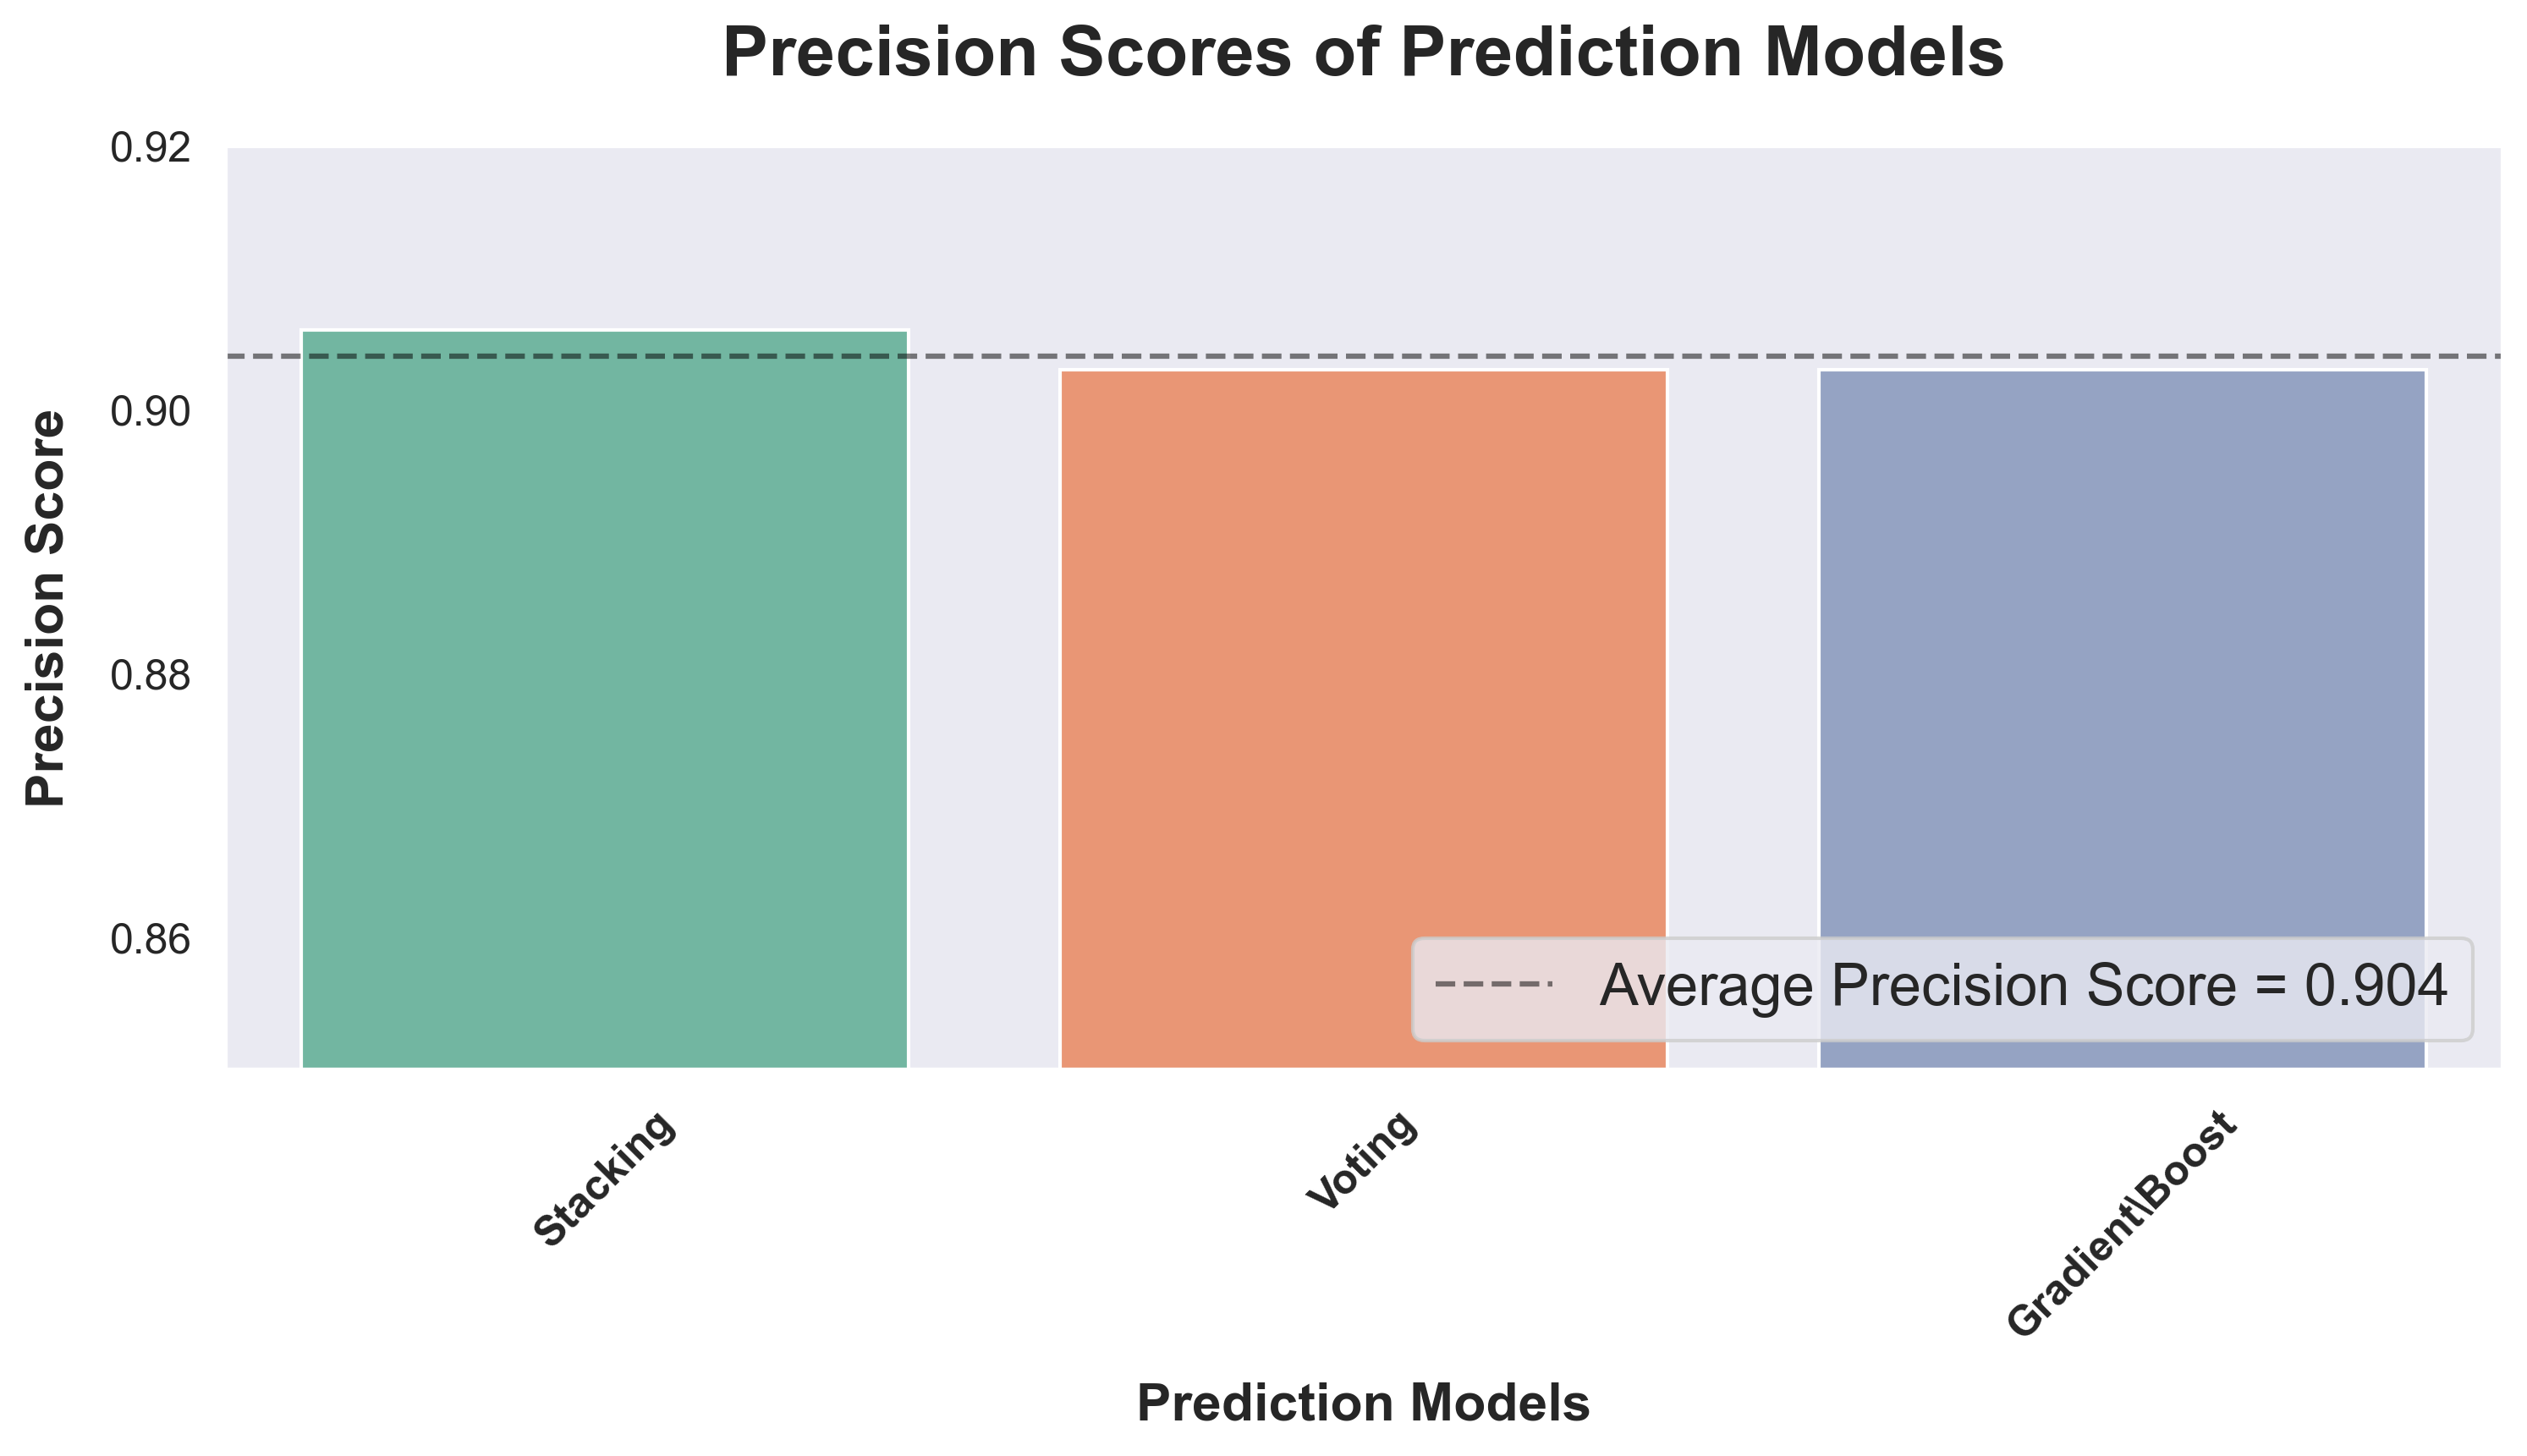 Precision Scores of Prediction Models
Precision Score
0.92
0.90
0.88
0.86
Average Precision Score = 0.904
Stacking
Voting
Gradient\\Boost
Prediction Models